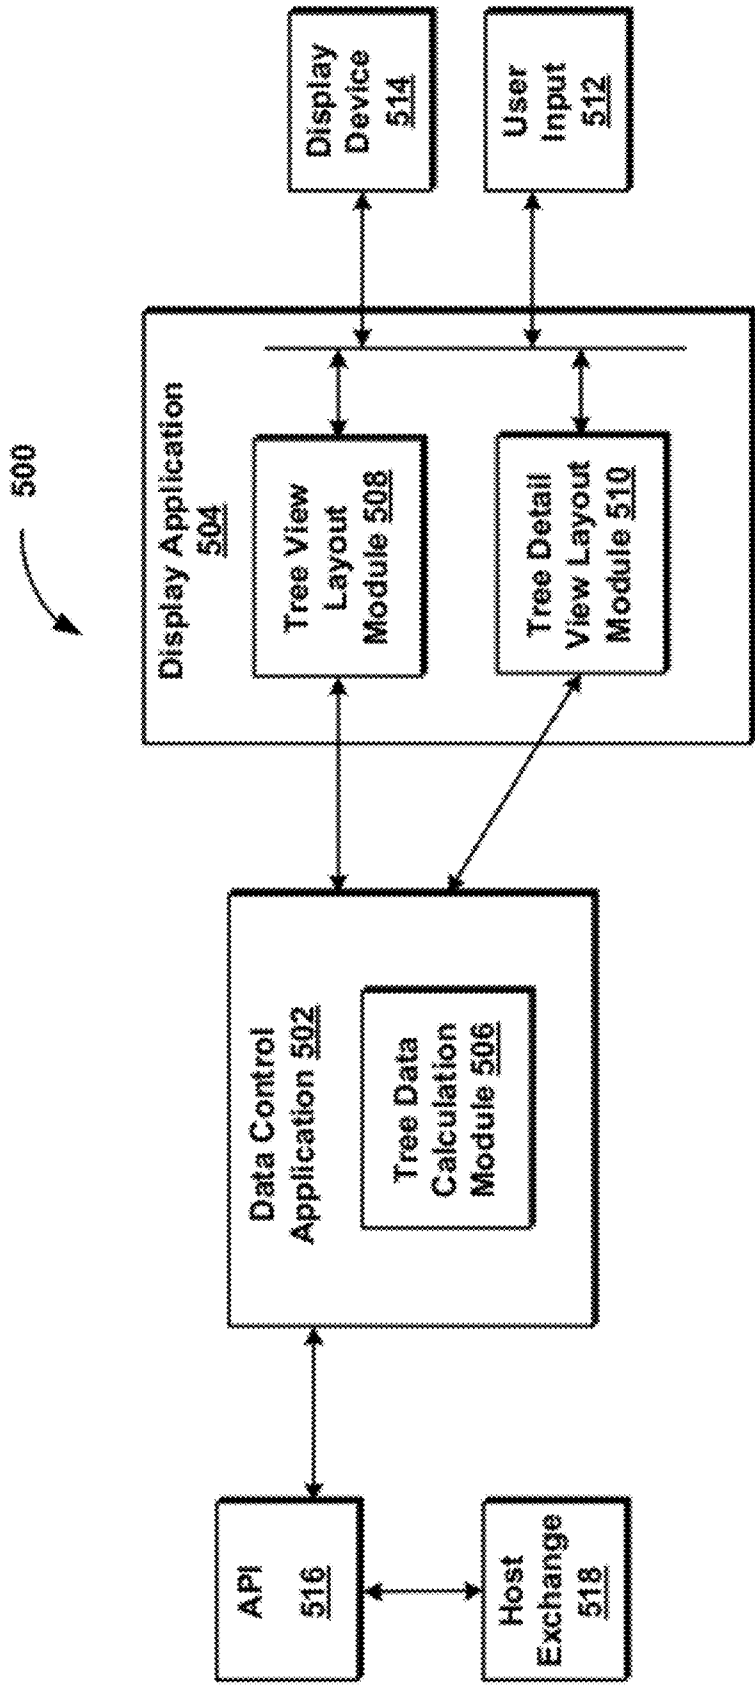 500
API
516
Host
Exchange
518
Data Control
Application 502
Tree Data
Calculation
Module 506
Display Application
504
Tree View
Layout
Module 508
Tree Detail
View Layout
Module 510
Display
Device
514
User
Input
512